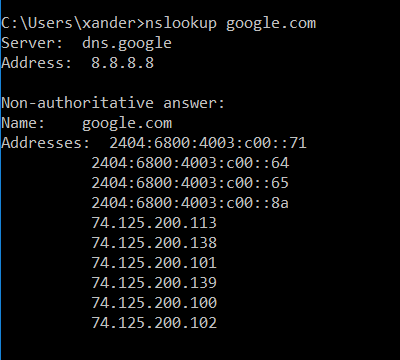 C:\Users\xander>nslookup google.com
Server:  dns.google
Address:  8.8.8.8

Non-authoritative answer:
Name:    google.com
Addresses:  2404:6800:4003:c00::71
          2404:6800:4003:c00::64
          2404:6800:4003:c00::65
          2404:6800:4003:c00::8a
          74.125.200.113
          74.125.200.138
          74.125.200.101
          74.125.200.139
          74.125.200.100
          74.125.200.102